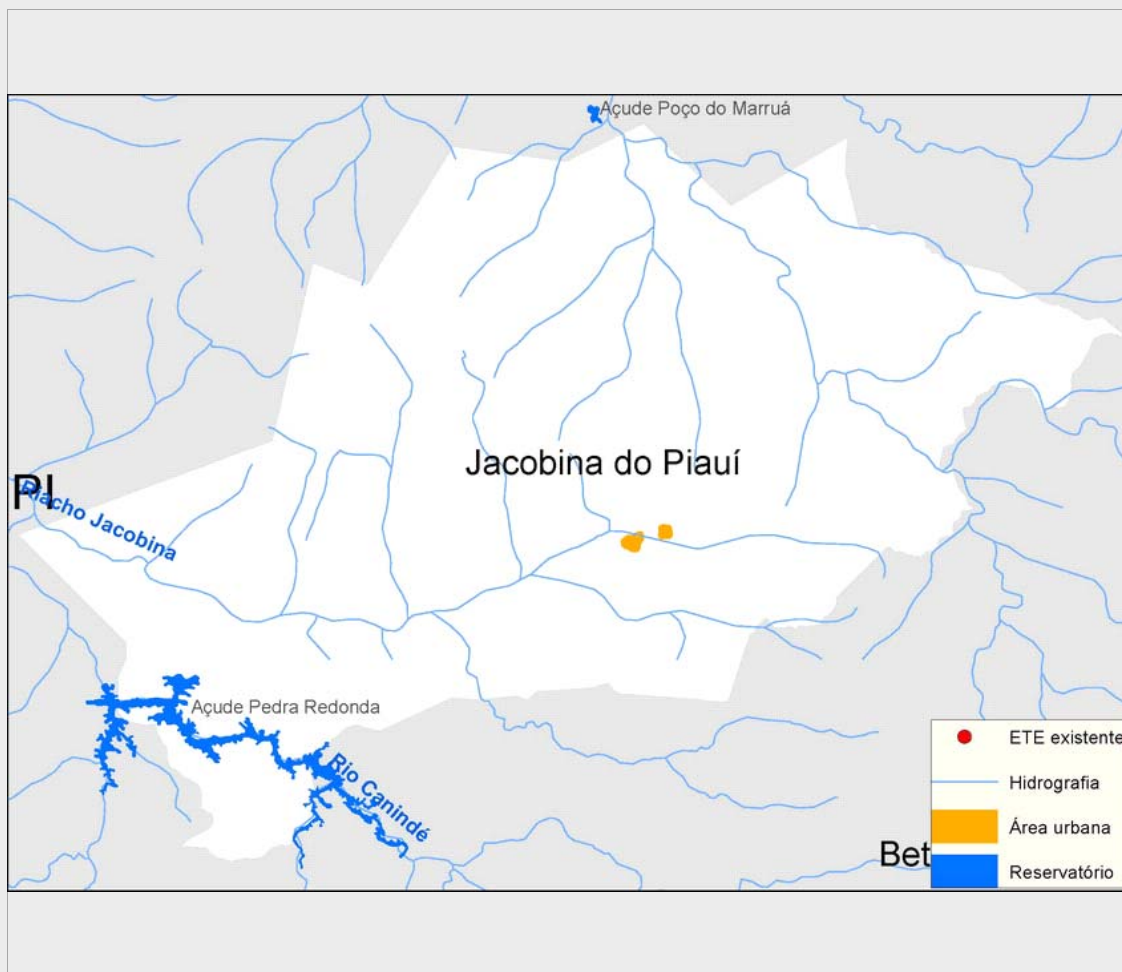 Açude Poço do Marruá
Jacobina do Piauí
PI
Riacho Jacobina
Açude Pedra Redonda
Rio Canindé
Bet
ETE existente
Hidrografia
Área urbana
Reservatório